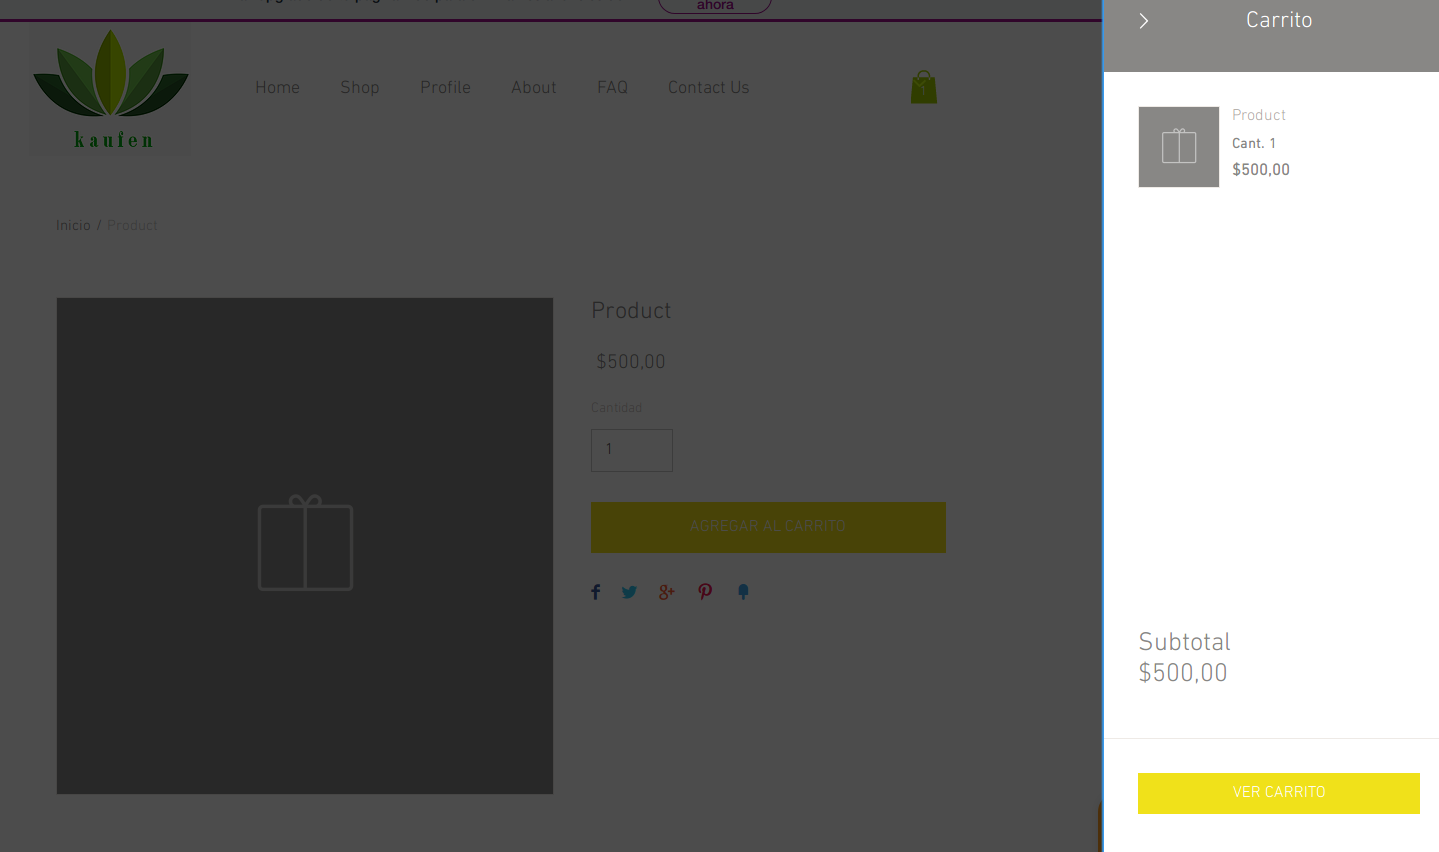 ahora
Carrito
kaufen
Home Shop Profile About FAQ Contact Us
Product
Cant. 1
$500,00
Inicio / Product
Product
$500,00
Cantidad
1
AGREGAR AL CARRITO
Subtotal
$500,00
VER CARRITO